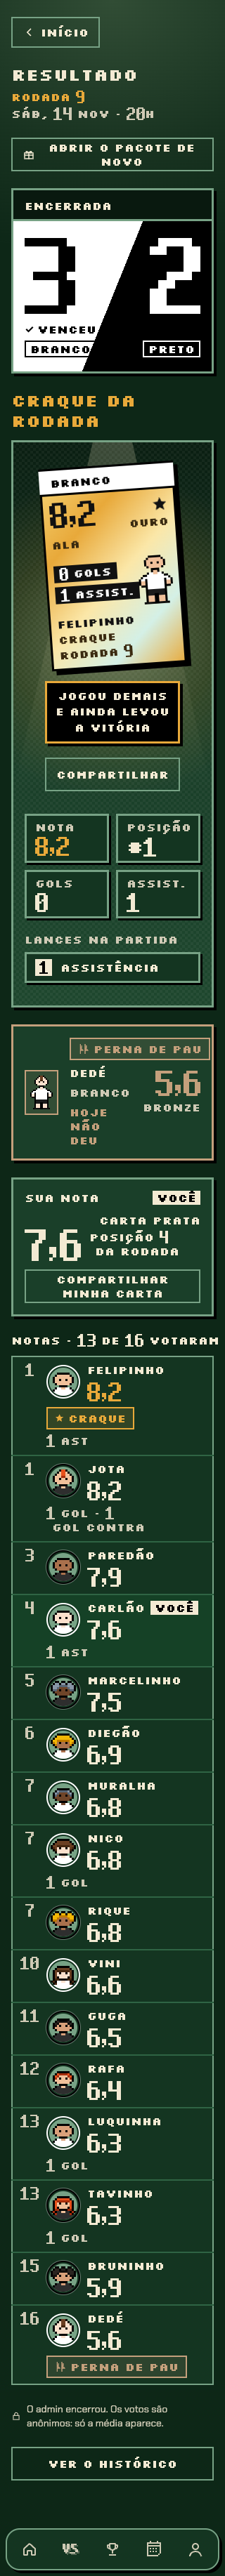 INÍCIO
RESULTADO
RODADA 9
SÁB, 14 NOV · 20H
ABRIR O PACOTE DE
NOVO
ENCERRADA
3 2
✓ VENCEU
BRANCO PRETO
CRAQUE DA
RODADA
BRANCO
8,2 ★
OURO
ALA
0 GOLS
1 ASSIST.
FELIPINHO
CRAQUE
RODADA 9
JOGOU DEMAIS
E AINDA LEVOU
A VITÓRIA
COMPARTILHAR
NOTA POSIÇÃO
8,2 #1
GOLS ASSIST.
0 1
LANCES NA PARTIDA
1 ASSISTÊNCIA
PERNA DE PAU
DEDÉ 5,6
BRANCO BRONZE
HOJE
NÃO
DEU
SUA NOTA VOCÊ
7,6 CARTA PRATA
POSIÇÃO 4
DA RODADA
COMPARTILHAR
MINHA CARTA
NOTAS · 13 DE 16 VOTARAM
1 FELIPINHO
8,2
★ CRAQUE
1 AST
1 JOTA
8,2
1 GOL · 1
GOL CONTRA
3 PAREDÃO
7,9
4 CARLÃO VOCÊ
7,6
1 AST
5 MARCELINHO
7,5
6 DIEGÃO
6,9
7 MURALHA
6,8
7 NICO
6,8
1 GOL
7 RIQUE
6,8
10 VINI
6,6
11 GUGA
6,5
12 RAFA
6,4
13 LUQUINHA
6,3
1 GOL
13 TAVINHO
6,3
1 GOL
15 BRUNINHO
5,9
16 DEDÉ
5,6
PERNA DE PAU
O admin encerrou. Os votos são
anônimos: só a média aparece.
VER O HISTÓRICO
VS